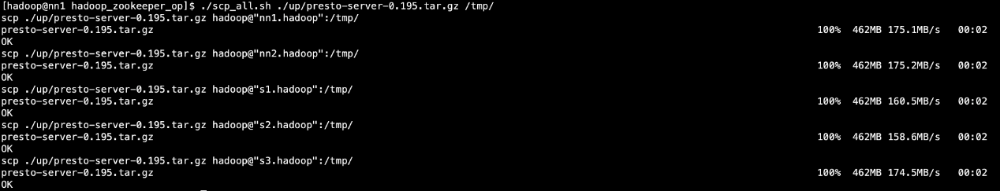 [hadoop@nn1 hadoop_zookeeper_op]$ ./scp_all.sh ./up/presto-server-0.195.tar.gz /tmp/
scp ./up/presto-server-0.195.tar.gz hadoop@"nn1.hadoop":/tmp/
presto-server-0.195.tar.gz 100% 462MB 175.1MB/s 00:02
OK
scp ./up/presto-server-0.195.tar.gz hadoop@"nn2.hadoop":/tmp/
presto-server-0.195.tar.gz 100% 462MB 175.2MB/s 00:02
OK
scp ./up/presto-server-0.195.tar.gz hadoop@"s1.hadoop":/tmp/
presto-server-0.195.tar.gz 100% 462MB 160.5MB/s 00:02
OK
scp ./up/presto-server-0.195.tar.gz hadoop@"s2.hadoop":/tmp/
presto-server-0.195.tar.gz 100% 462MB 158.6MB/s 00:02
OK
scp ./up/presto-server-0.195.tar.gz hadoop@"s3.hadoop":/tmp/
presto-server-0.195.tar.gz 100% 462MB 174.5MB/s 00:02
OK